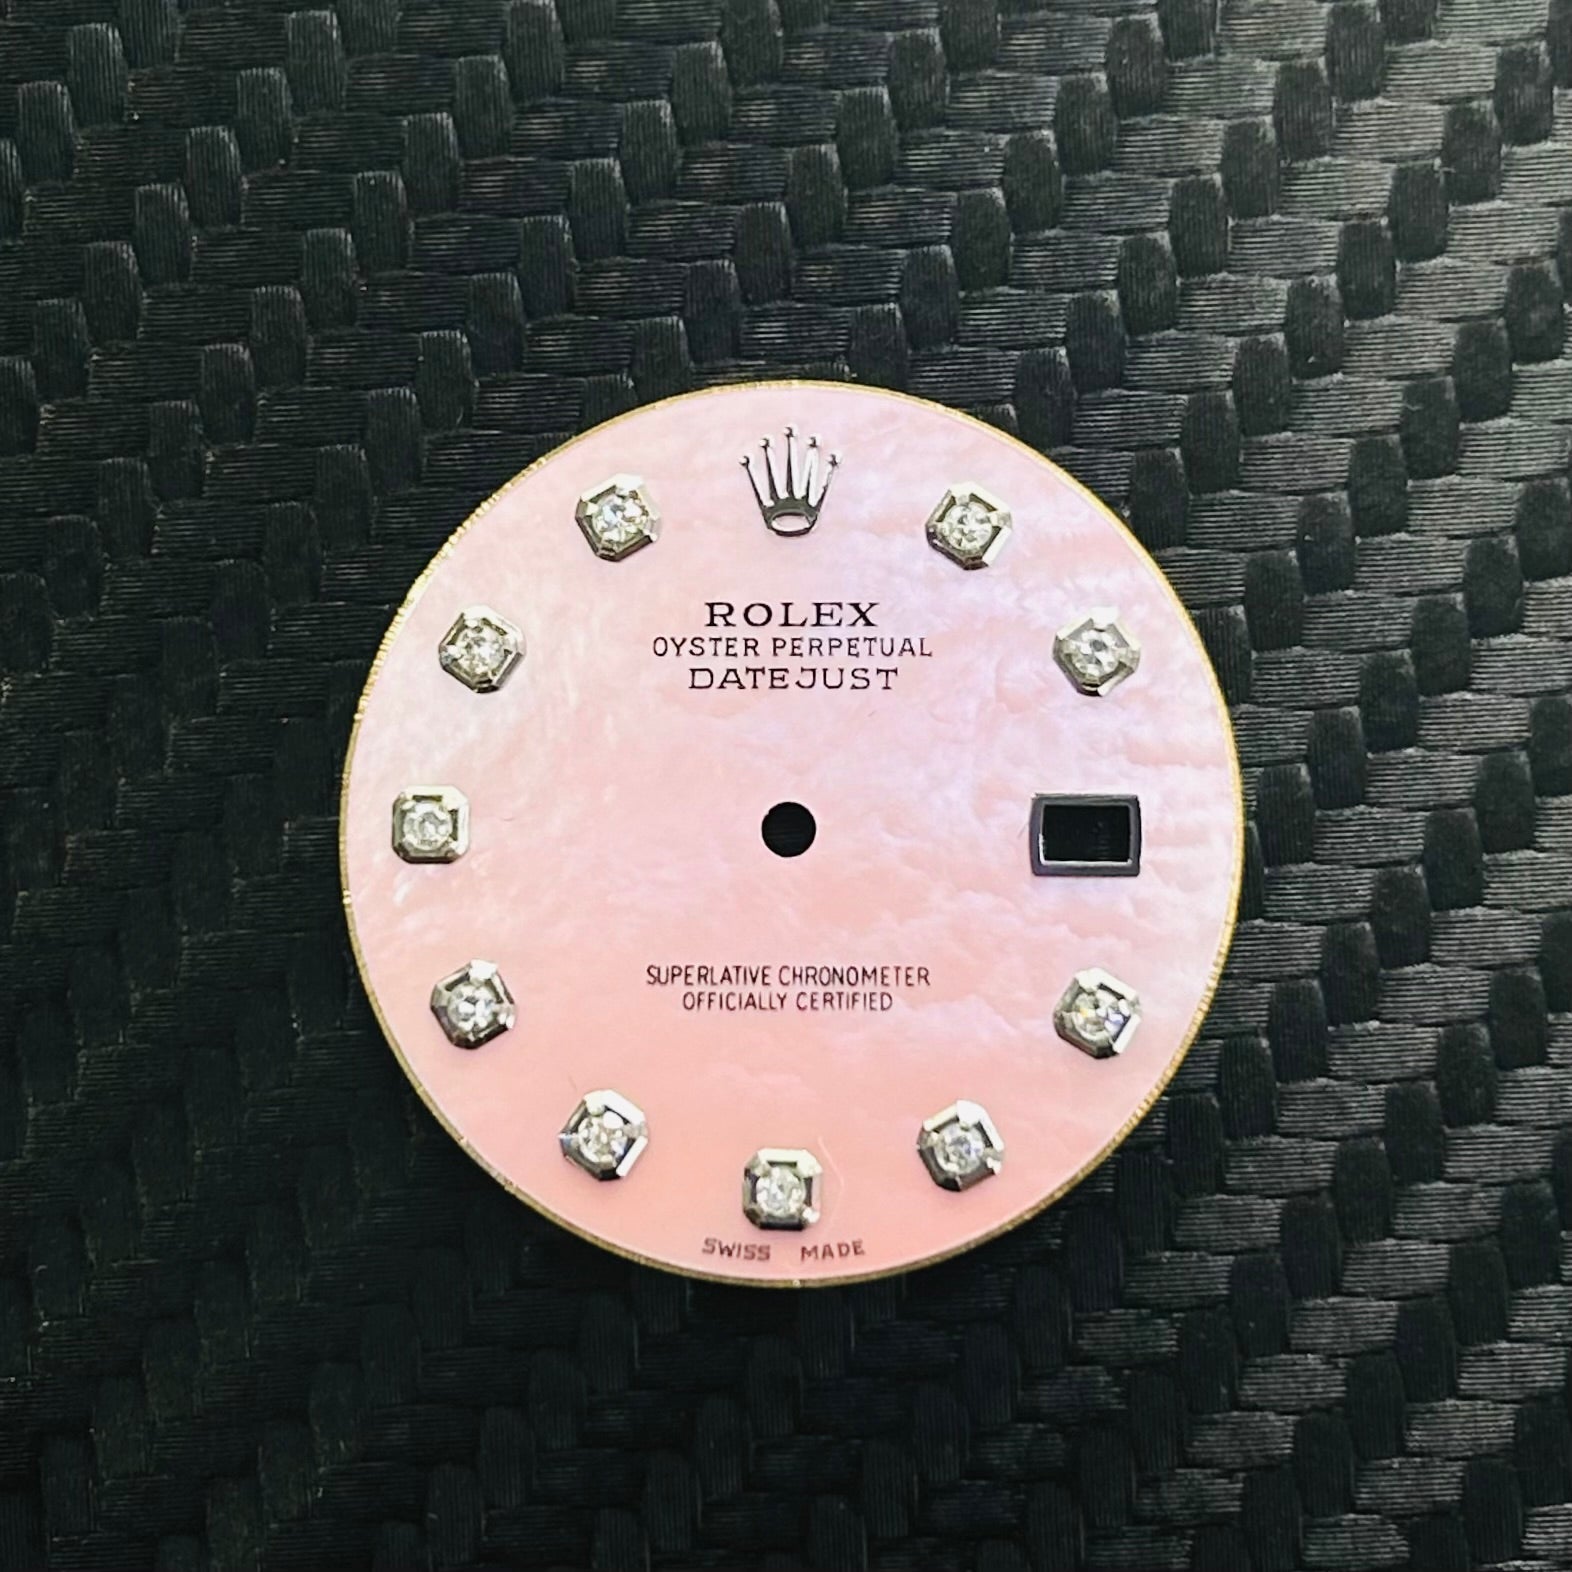 ROLEX
OYSTER PERPETUAL
DATEJUST
SUPERLATIVE CHRONOMETER
OFFICIALLY CERTIFIED
SWISS MADE